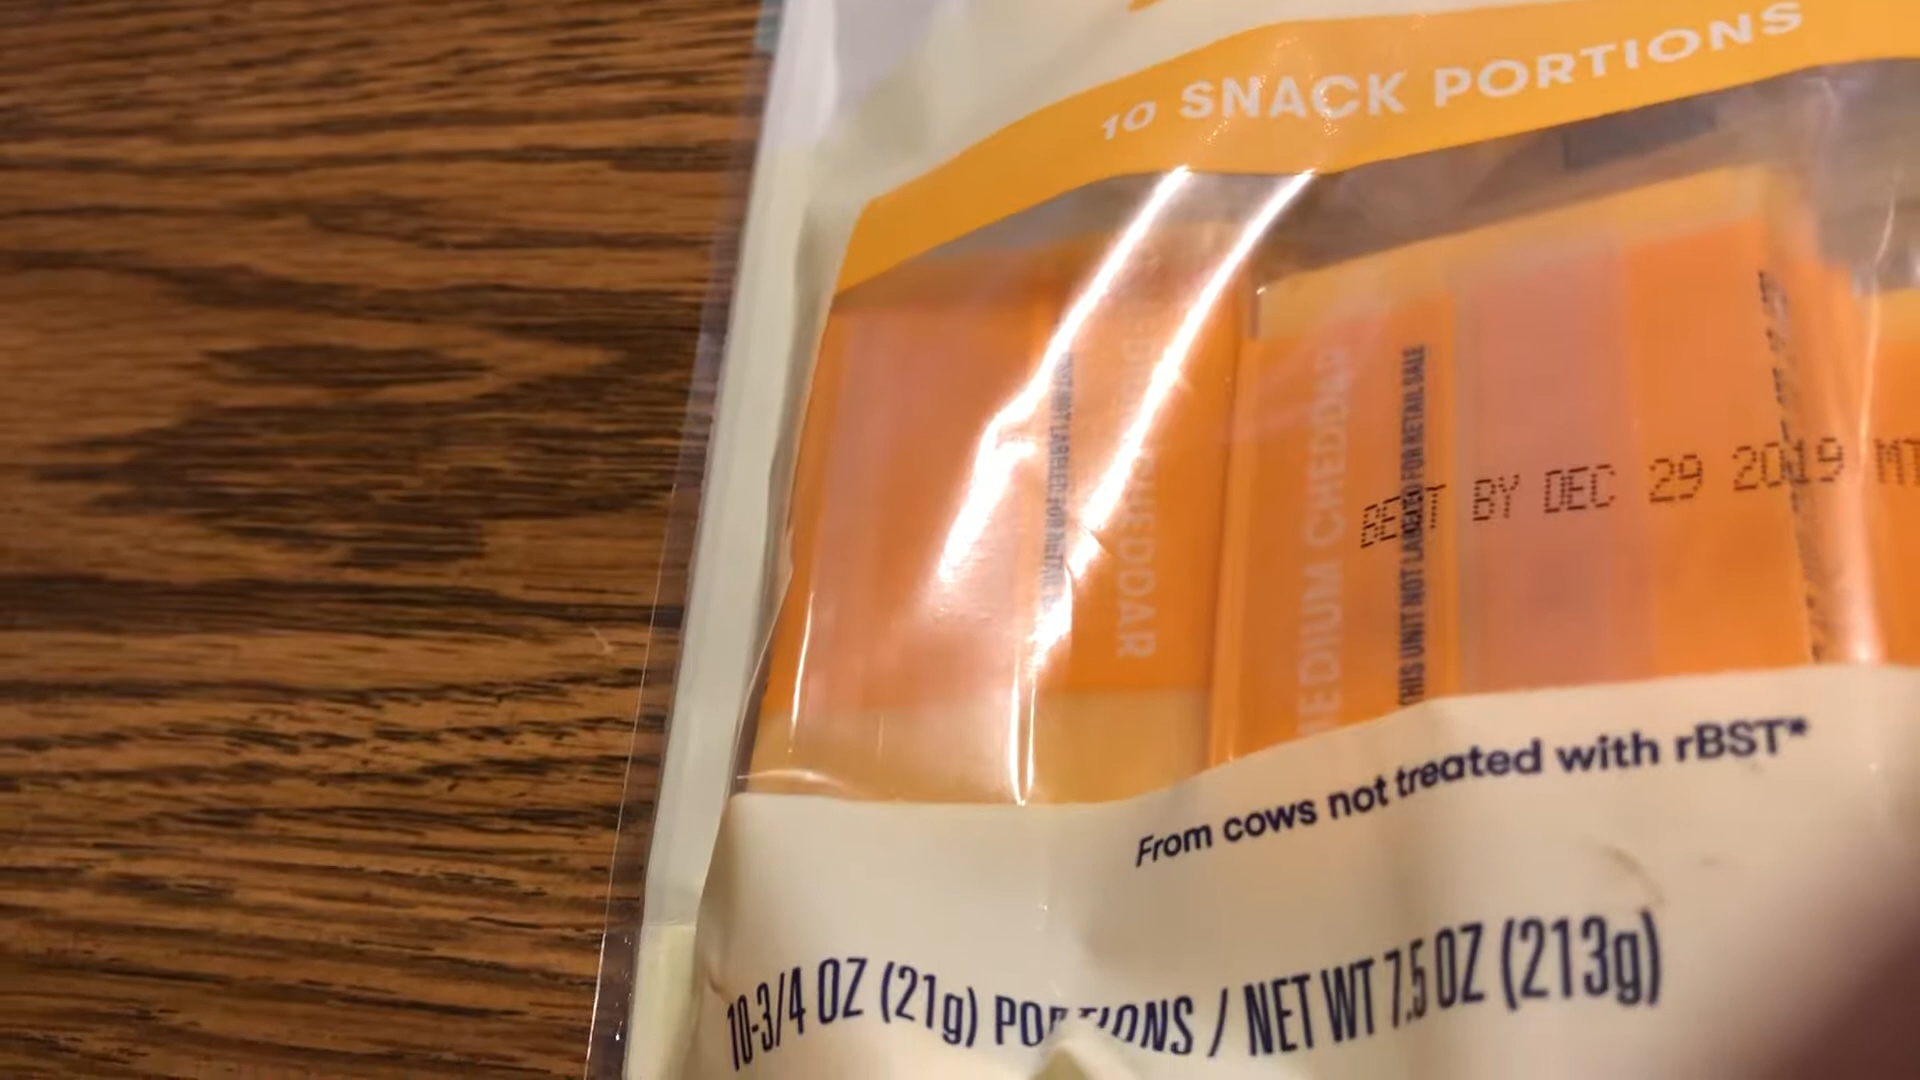 10 SNACK PORTIONS
CHEDDAR
MEDIUM CHEDDAR
THIS UNIT NOT LABELED FOR RETAIL SALE
BEST BY DEC 29 2019 MT
From cows not treated with rBST*
10-3/4 OZ (21g) PORTIONS / NET WT 7.5 OZ (213g)